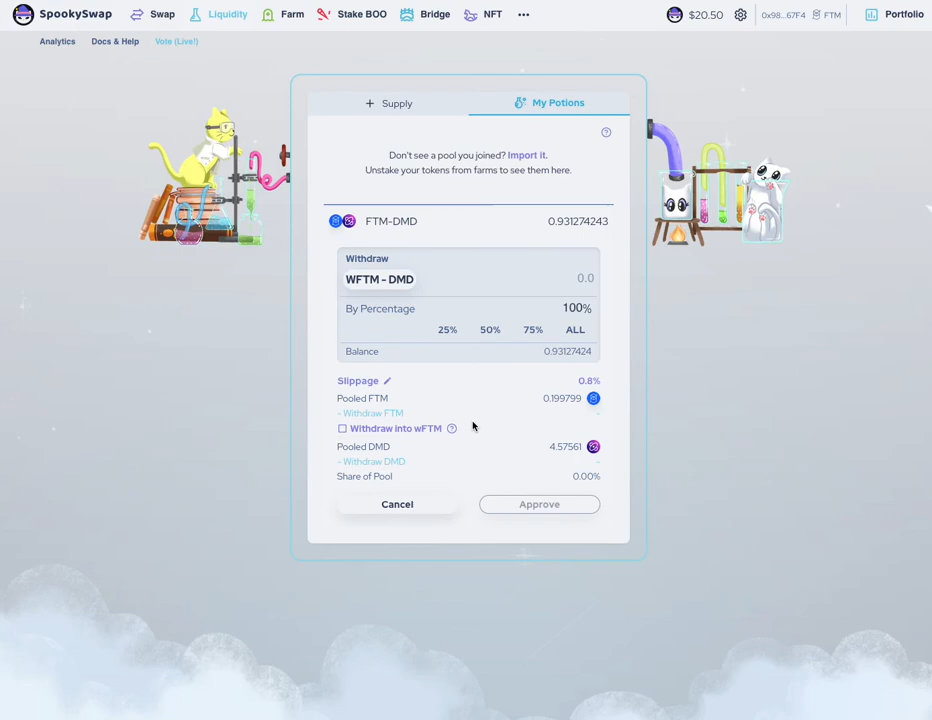 SpookySwap Swap Liquidity Farm Stake BOO Bridge NFT ••• $20.50 0x98...67F4 FTM Portfolio
Analytics Docs & Help Vote (Live!)
+ Supply My Potions
Don't see a pool you joined? Import it.
Unstake your tokens from farms to see them here.
FTM-DMD 0.931274243
Withdraw
WFTM - DMD 0.0
By Percentage 100%
25% 50% 75% ALL
Balance 0.93127424
Slippage 0.8%
Pooled FTM 0.199799
- Withdraw FTM -
Withdraw into wFTM
Pooled DMD 4.57561
- Withdraw DMD -
Share of Pool 0.00%
Cancel Approve